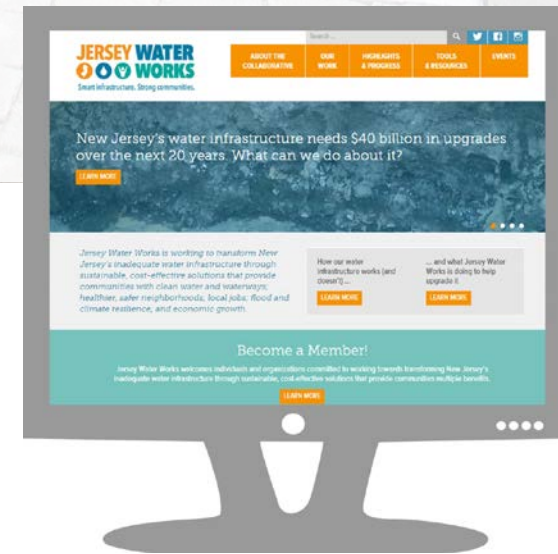 Search ...
JERSEY WATER
WORKS
Smart infrastructure. Strong communities.
ABOUT THE
COLLABORATIVE
OUR
WORK
HIGHLIGHTS
& PROGRESS
TOOLS
& RESOURCES
EVENTS
New Jersey's water infrastructure needs $40 billion in upgrades
over the next 20 years. What can we do about it?
LEARN MORE
Jersey Water Works is working to transform New
Jersey's inadequate water infrastructure through
sustainable, cost-effective solutions that provide
communities with clean water and waterways;
healthier, safer neighborhoods; local jobs; flood and
climate resilience; and economic growth.
How our water
infrastructure works (and
doesn't) ...
LEARN MORE
... and what Jersey Water
Works is doing to help
upgrade it
LEARN MORE
Become a Member!
Jersey Water Works welcomes individuals and organizations committed to working towards transforming New Jersey's
inadequate water infrastructure through sustainable, cost-effective solutions that provide communities multiple benefits.
LEARN MORE